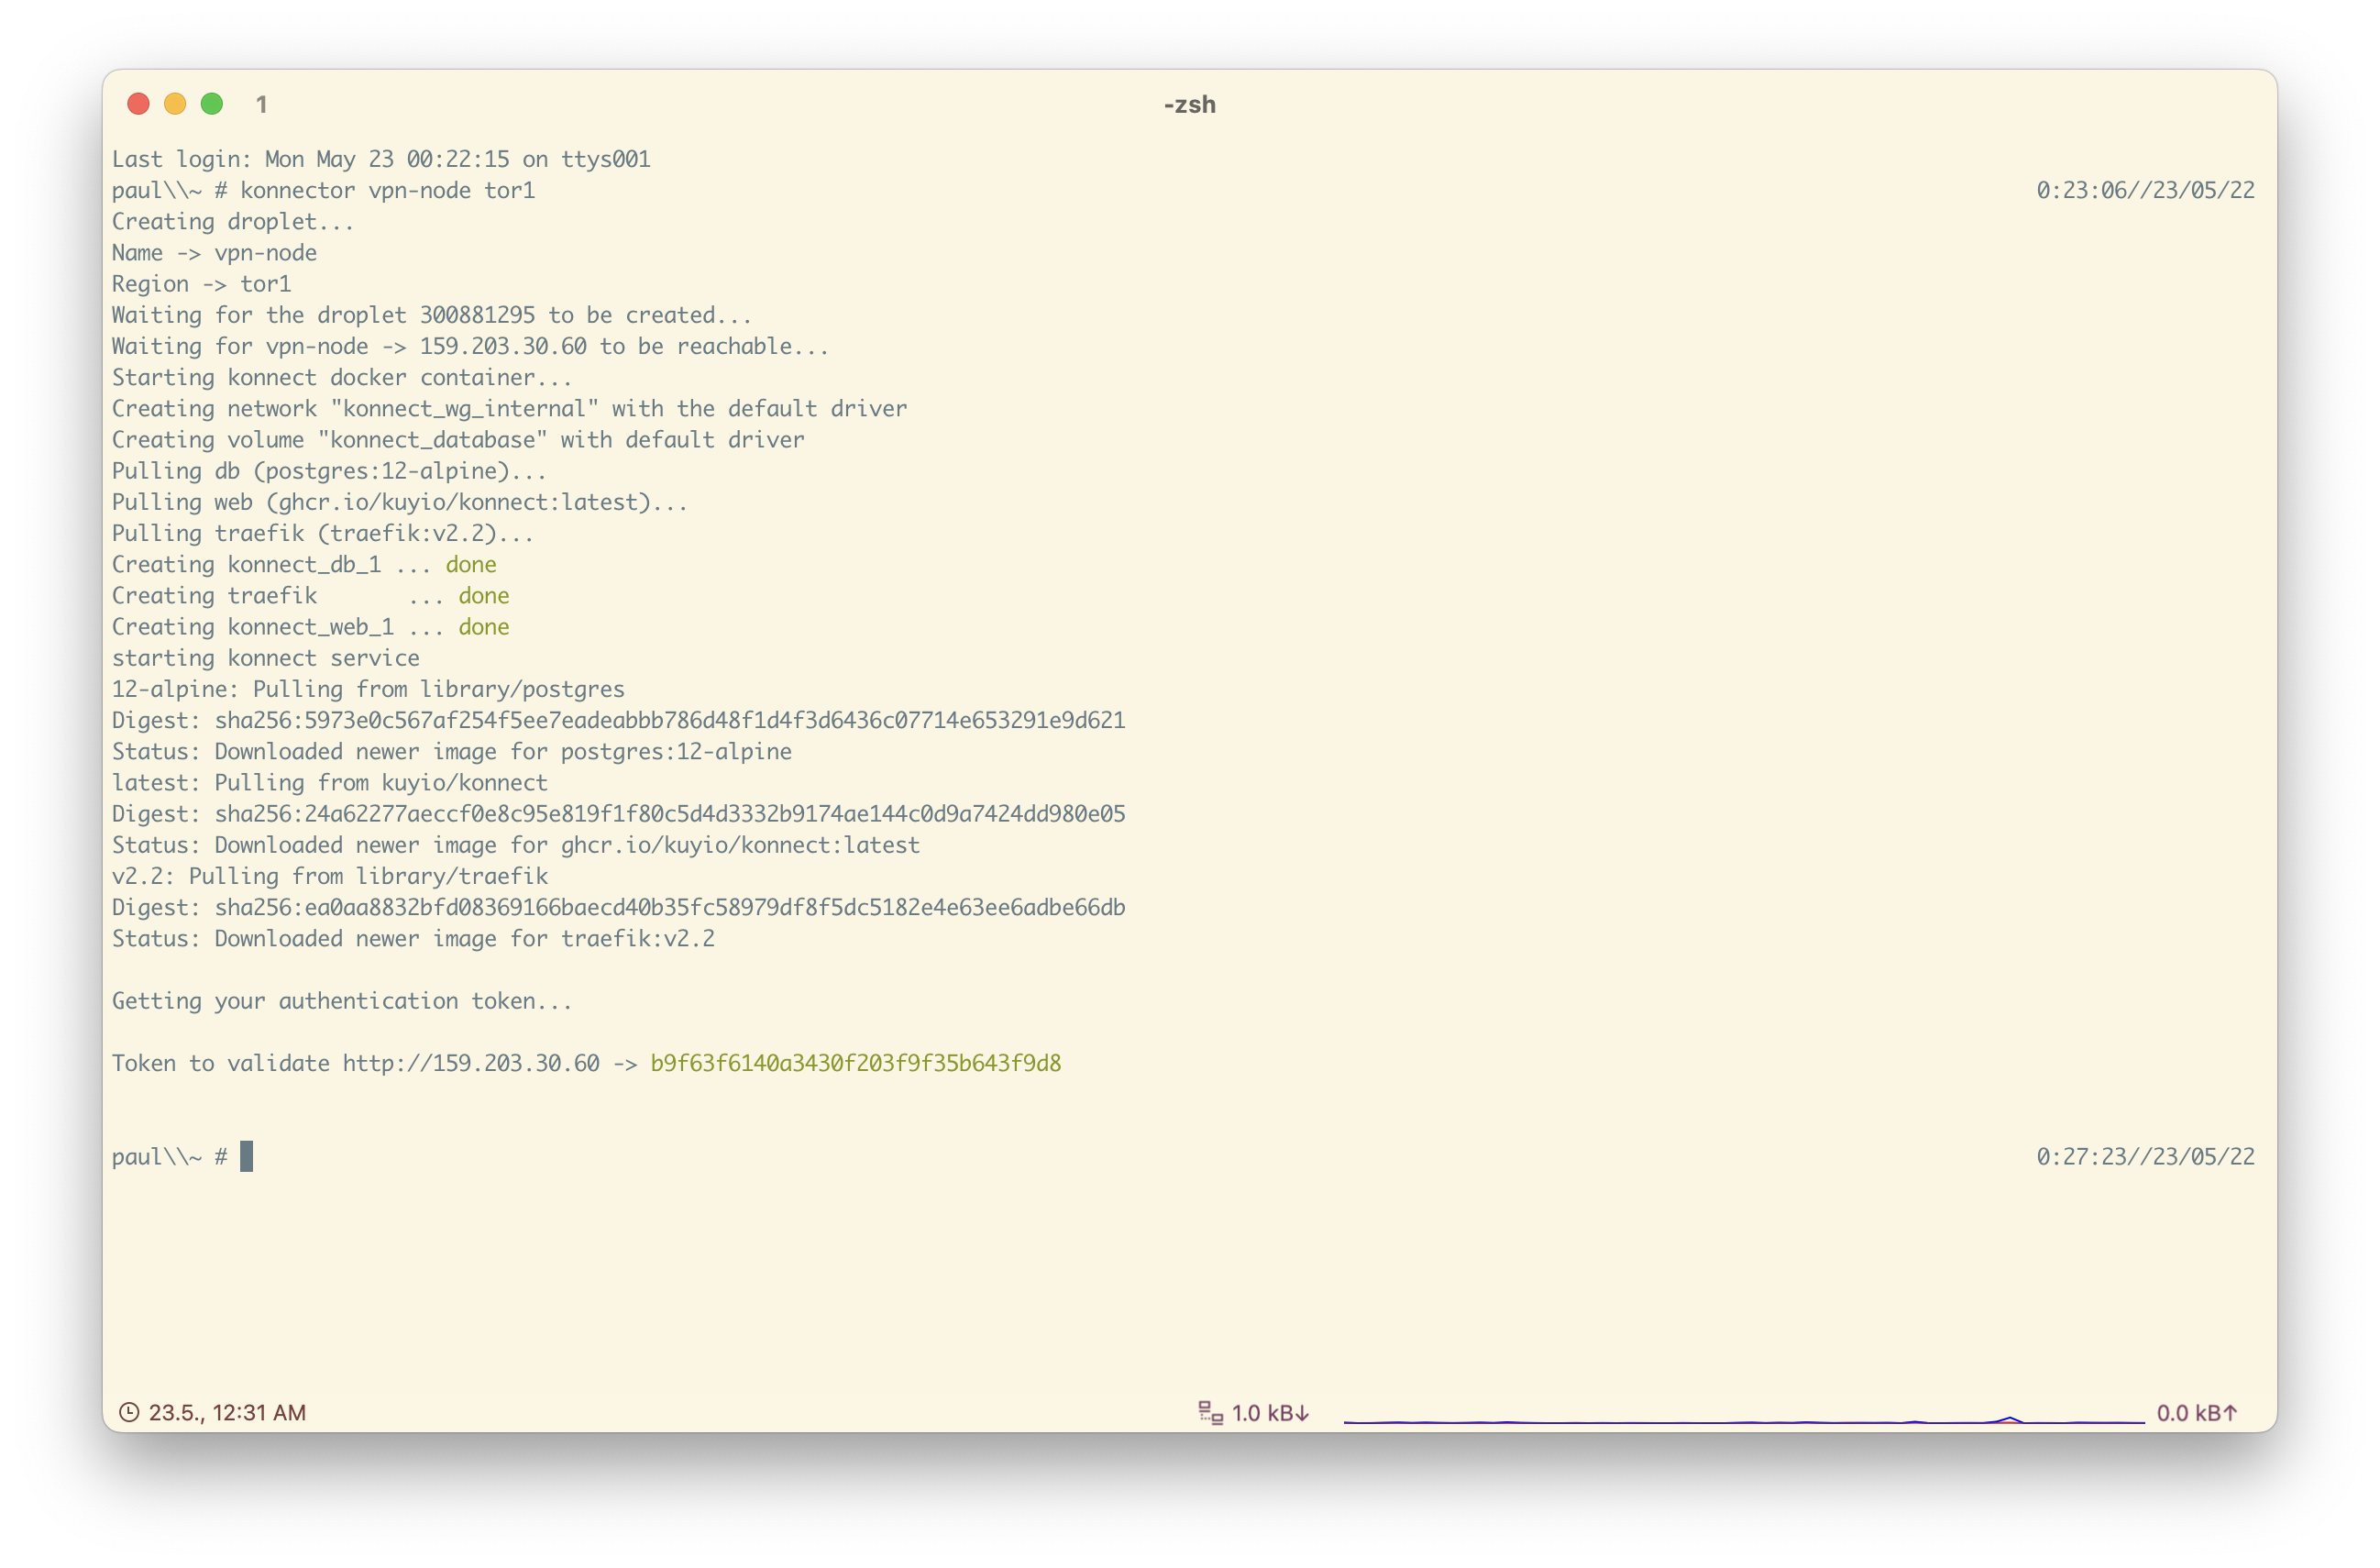 1 -zsh
Last login: Mon May 23 00:22:15 on ttys001
paul\\~ # konnector vpn-node tor1 0:23:06//23/05/22
Creating droplet...
Name -> vpn-node
Region -> tor1
Waiting for the droplet 300881295 to be created...
Waiting for vpn-node -> 159.203.30.60 to be reachable...
Starting konnect docker container...
Creating network "konnect_wg_internal" with the default driver
Creating volume "konnect_database" with default driver
Pulling db (postgres:12-alpine)...
Pulling web (ghcr.io/kuyio/konnect:latest)...
Pulling traefik (traefik:v2.2)...
Creating konnect_db_1 ... done
Creating traefik       ... done
Creating konnect_web_1 ... done
starting konnect service
12-alpine: Pulling from library/postgres
Digest: sha256:5973e0c567af254f5ee7eadeabbb786d48f1d4f3d6436c07714e653291e9d621
Status: Downloaded newer image for postgres:12-alpine
latest: Pulling from kuyio/konnect
Digest: sha256:24a62277aeccf0e8c95e819f1f80c5d4d3332b9174ae144c0d9a7424dd980e05
Status: Downloaded newer image for ghcr.io/kuyio/konnect:latest
v2.2: Pulling from library/traefik
Digest: sha256:ea0aa8832bfd08369166baecd40b35fc58979df8f5dc5182e4e63ee6adbe66db
Status: Downloaded newer image for traefik:v2.2
Getting your authentication token...
Token to validate http://159.203.30.60 -> b9f63f6140a3430f203f9f35b643f9d8
paul\\~ # 0:27:23//23/05/22
23.5., 12:31 AM 1.0 kB↓ 0.0 kB↑